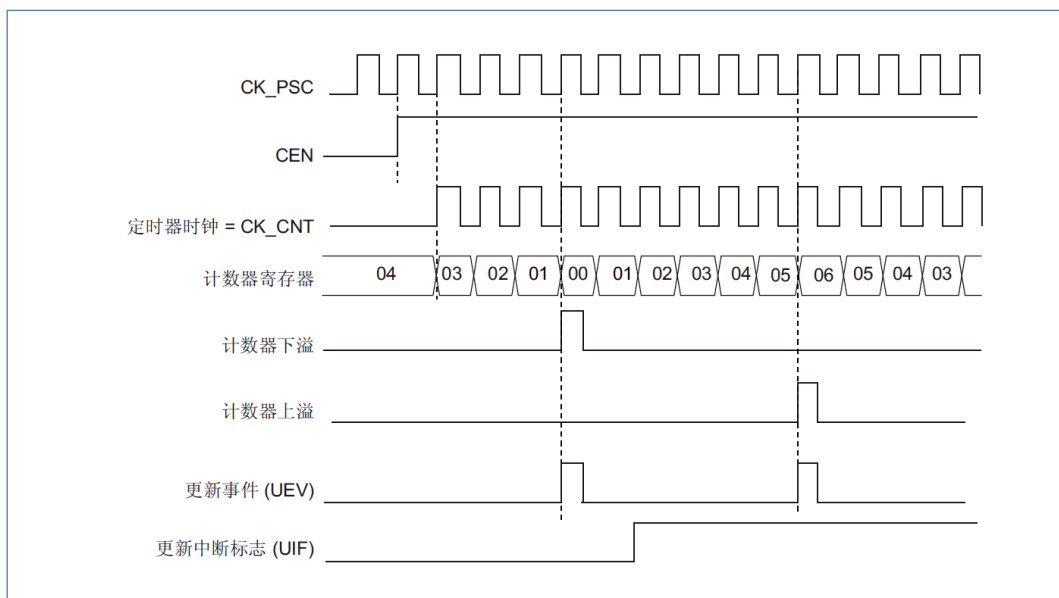 CK_PSC
CEN
定时器时钟 = CK_CNT
计数器寄存器 04 03 02 01 00 01 02 03 04 05 06 05 04 03
计数器下溢
计数器上溢
更新事件 (UEV)
更新中断标志 (UIF)